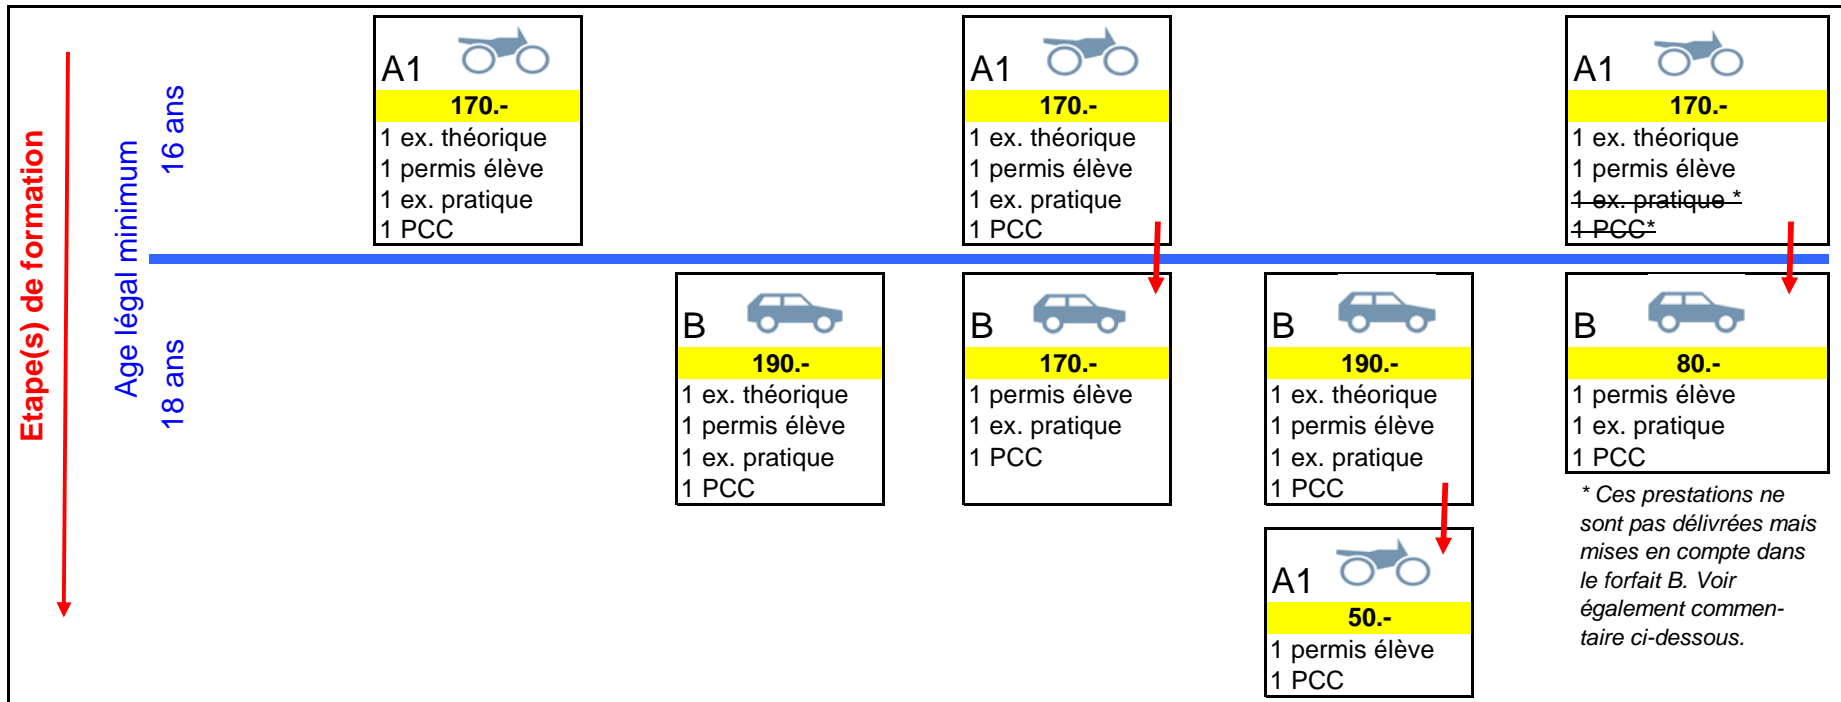 Etape(s) de formation
Age légal minimum
16 ans
18 ans
A1
170.-
1 ex. théorique
1 permis élève
1 ex. pratique
1 PCC
A1
170.-
1 ex. théorique
1 permis élève
1 ex. pratique
1 PCC
A1
170.-
1 ex. théorique
1 permis élève
1 ex. pratique *
1 PCC*
B
190.-
1 ex. théorique
1 permis élève
1 ex. pratique
1 PCC
B
170.-
1 permis élève
1 ex. pratique
1 PCC
B
190.-
1 ex. théorique
1 permis élève
1 ex. pratique
1 PCC
B
80.-
1 permis élève
1 ex. pratique
1 PCC
* Ces prestations ne
sont pas délivrées mais
mises en compte dans
le forfait B. Voir
également commen-
taire ci-dessous.
A1
50.-
1 permis élève
1 PCC